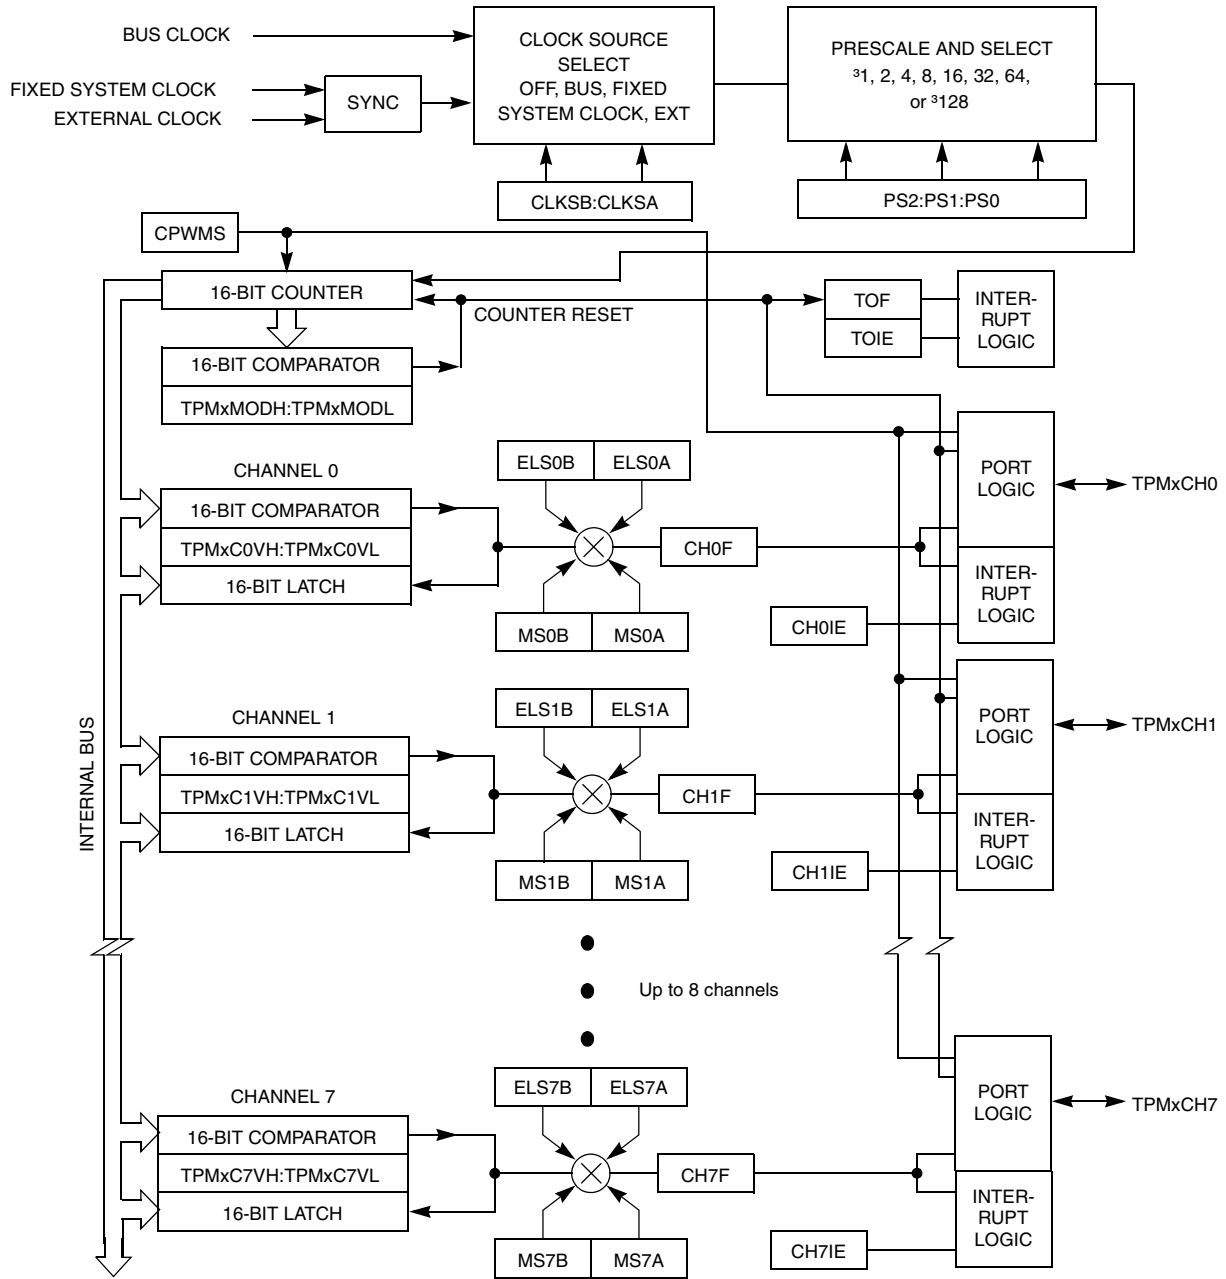 BUS CLOCK
FIXED SYSTEM CLOCK
EXTERNAL CLOCK
SYNC
CLOCK SOURCE
SELECT
OFF, BUS, FIXED
SYSTEM CLOCK, EXT
PRESCALE AND SELECT
³1, 2, 4, 8, 16, 32, 64,
or ³128
CLKSB:CLKSA
PS2:PS1:PS0
CPWMS
16-BIT COUNTER
COUNTER RESET
16-BIT COMPARATOR
TPMxMODH:TPMxMODL
TOF
TOIE
INTER-
RUPT
LOGIC
CHANNEL 0
16-BIT COMPARATOR
TPMxC0VH:TPMxC0VL
16-BIT LATCH
ELS0B
ELS0A
MS0B
MS0A
CH0F
CH0IE
PORT
LOGIC
INTER-
RUPT
LOGIC
TPMxCH0
INTERNAL BUS
CHANNEL 1
16-BIT COMPARATOR
TPMxC1VH:TPMxC1VL
16-BIT LATCH
ELS1B
ELS1A
MS1B
MS1A
CH1F
CH1IE
PORT
LOGIC
INTER-
RUPT
LOGIC
TPMxCH1
Up to 8 channels
CHANNEL 7
16-BIT COMPARATOR
TPMxC7VH:TPMxC7VL
16-BIT LATCH
ELS7B
ELS7A
MS7B
MS7A
CH7F
CH7IE
PORT
LOGIC
INTER-
RUPT
LOGIC
TPMxCH7